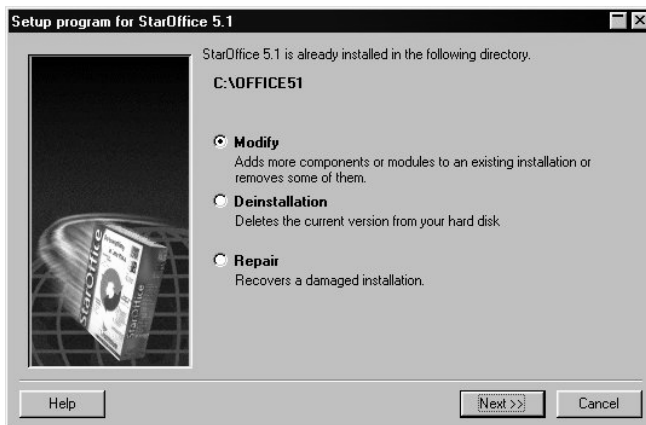 Setup program for StarOffice 5.1
StarOffice 5.1 is already installed in the following directory.
C:\OFFICE51
Modify
Adds more components or modules to an existing installation or
removes some of them.
Deinstallation
Deletes the current version from your hard disk
Repair
Recovers a damaged installation.
StarOffice
StarOffice
Help
Next >>
Cancel